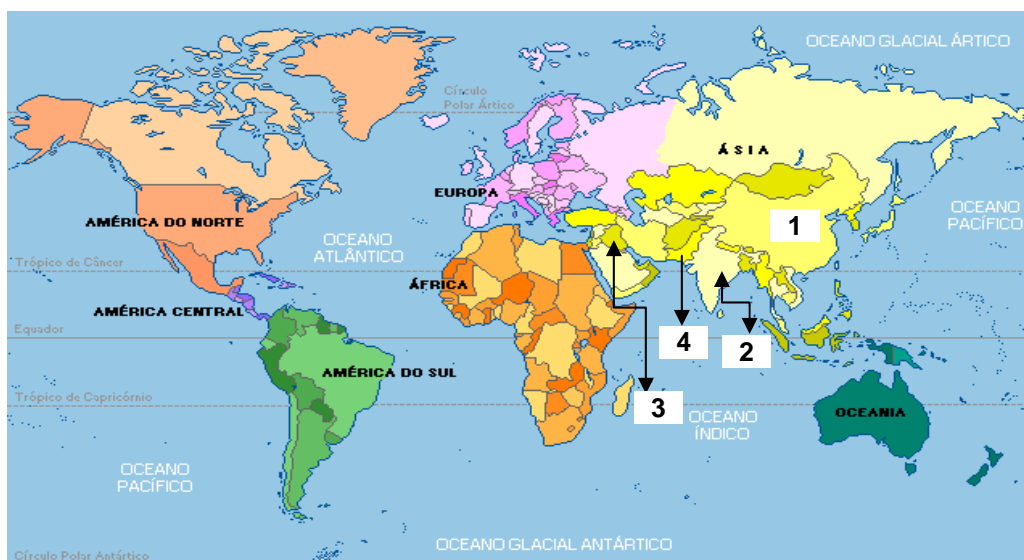 OCEANO GLACIAL ÁRTICO
Círculo
Polar Ártico
ÁSIA
EUROPA
AMÉRICA DO NORTE
OCEANO
PACÍFICO
1
OCEANO
ATLÂNTICO
Trópico de Câncer
ÁFRICA
AMÉRICA CENTRAL
Equador
4
2
AMÉRICA DO SUL
Trópico de Capricórnio
3
OCEANO
ÍNDICO
OCEANIA
OCEANO
PACÍFICO
OCEANO GLACIAL ANTÁRTICO
Círculo Polar Antártico